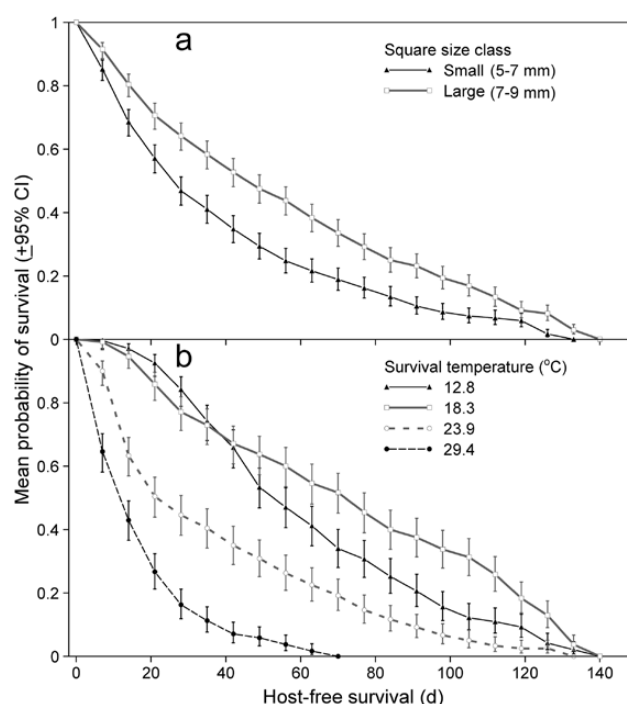 Mean probability of survival (±95% CI)
1
0.8
0.6
0.4
0.2
0
0.8
0.6
0.4
0.2
0
a
Square size class
Small (5-7 mm)
Large (7-9 mm)
b
Survival temperature (°C)
12.8
18.3
23.9
29.4
0 20 40 60 80 100 120 140
Host-free survival (d)